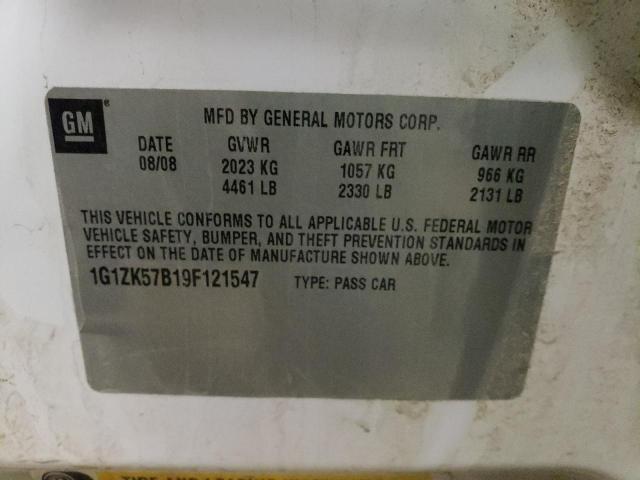 GM®
MFD BY GENERAL MOTORS CORP.
DATE GVWR GAWR FRT GAWR RR
08/08 2023 KG 1057 KG 966 KG
4461 LB 2330 LB 2131 LB
THIS VEHICLE CONFORMS TO ALL APPLICABLE U.S. FEDERAL MOTOR
VEHICLE SAFETY, BUMPER, AND THEFT PREVENTION STANDARDS IN
EFFECT ON THE DATE OF MANUFACTURE SHOWN ABOVE.
1G1ZK57B19F121547 TYPE: PASS CAR
TIRE AND